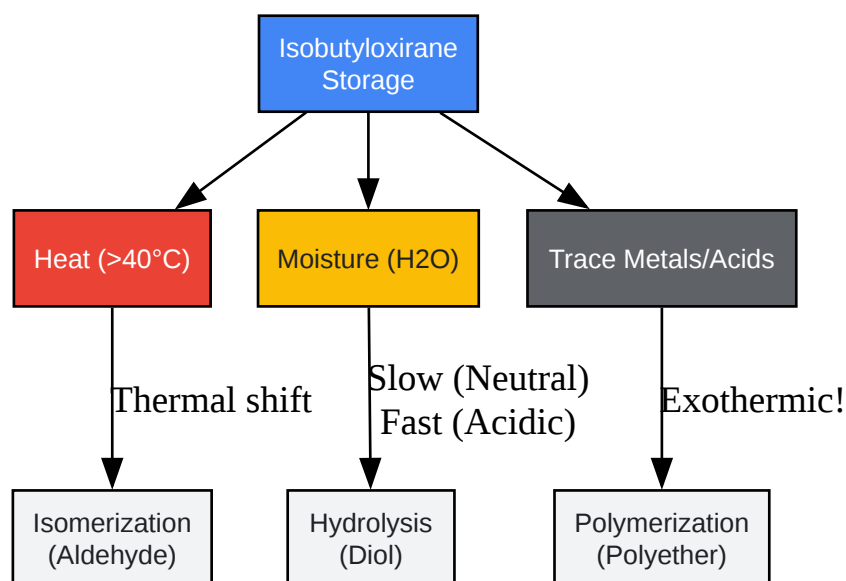 Isobutyloxirane
Storage
Heat (>40°C)
Moisture (H2O)
Trace Metals/Acids
Thermal shift
Slow (Neutral)
Fast (Acidic)
Exothermic!
Isomerization
(Aldehyde)
Hydrolysis
(Diol)
Polymerization
(Polyether)